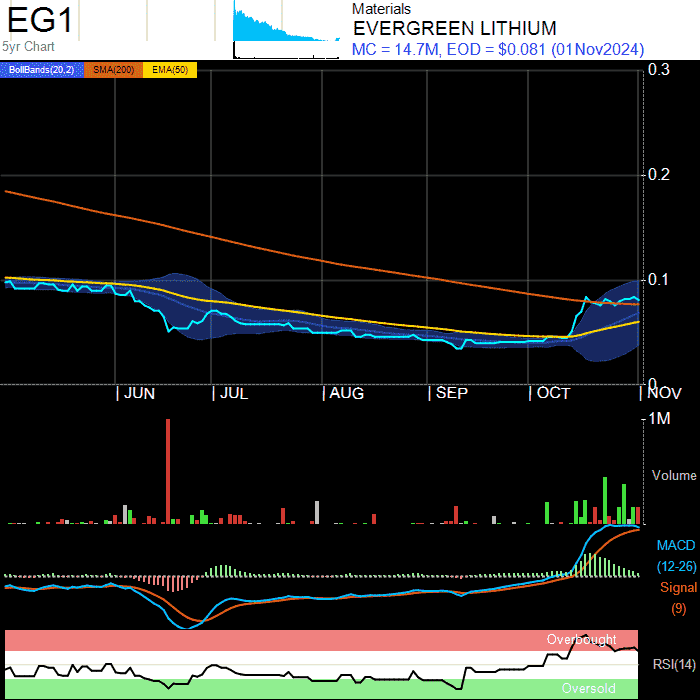 EG1
5yr Chart
Materials
EVERGREEN LITHIUM
MC = 14.7M, EOD = $0.081 (01Nov2024)
BollBands(20,2) SMA(200) EMA(50)
0.3
0.2
0.1
0
JUN JUL AUG SEP OCT NOV
1M
Volume
MACD
(12-26)
Signal
(9)
Overbought
RSI(14)
Oversold